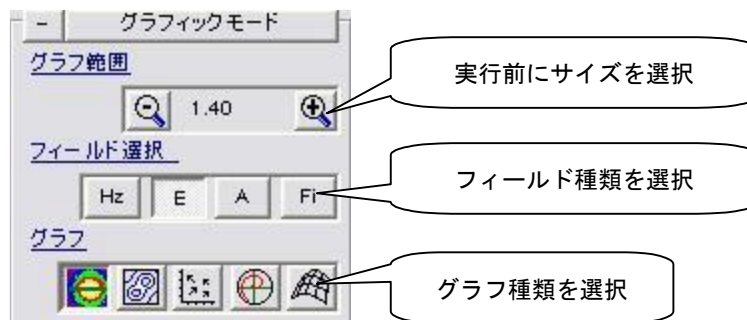 - グラフィックモード
グラフ範囲
実行前にサイズを選択
1.40
フィールド選択
Hz E A Fi
フィールド種類を選択
グラフ
グラフ種類を選択